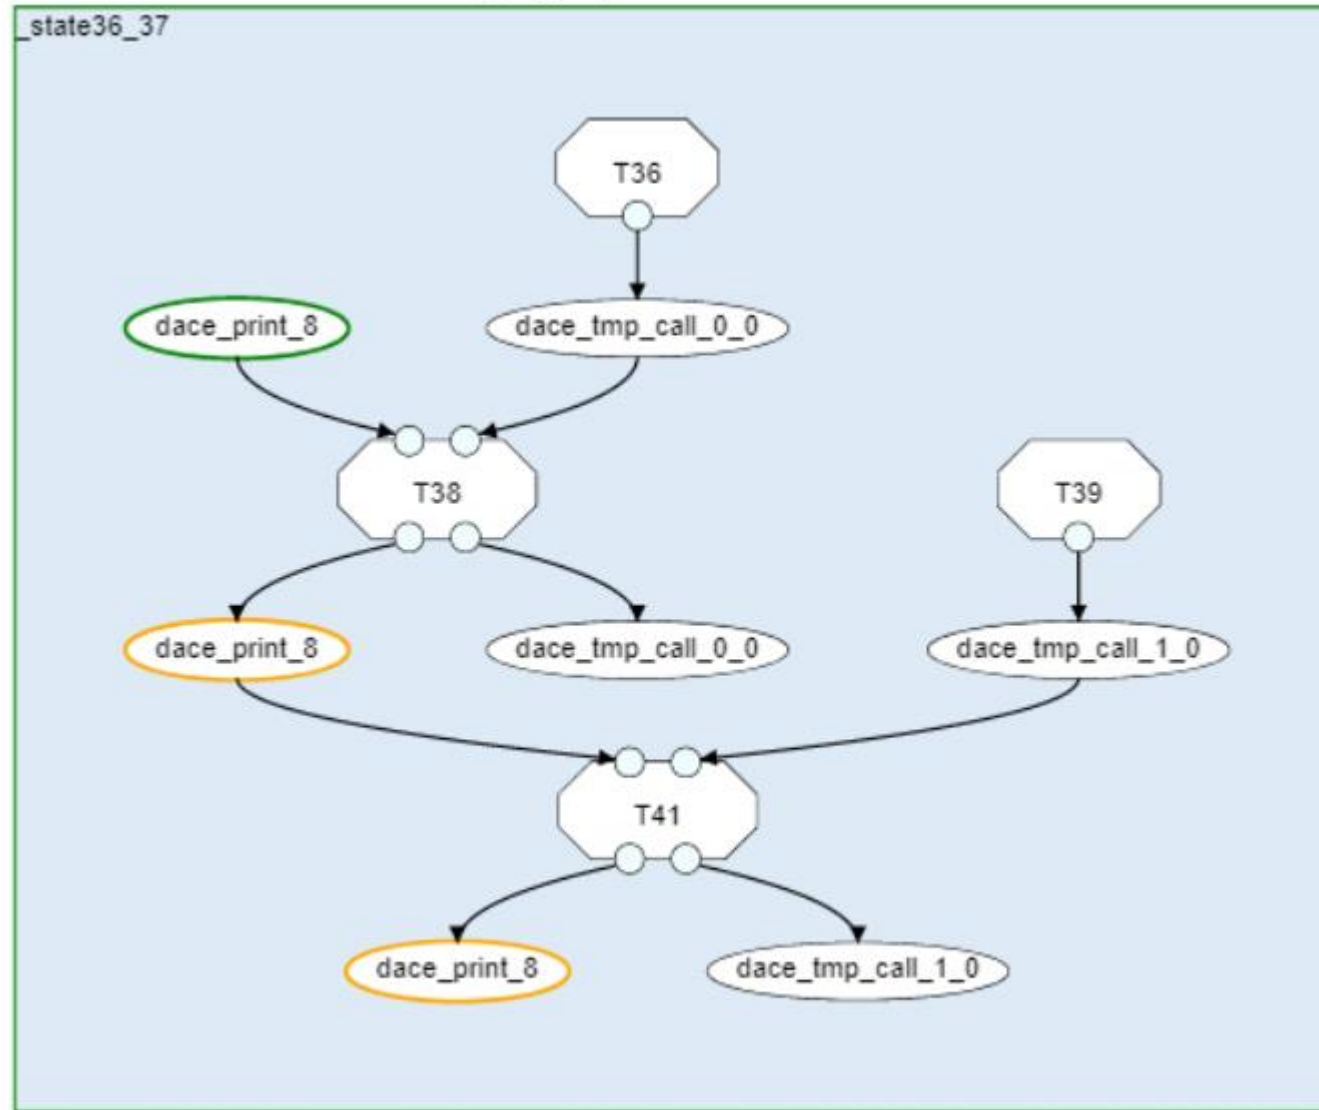 _state36_37
T36
dace_print_8
dace_tmp_call_0_0
T38
T39
dace_print_8
dace_tmp_call_0_0
dace_tmp_call_1_0
T41
dace_print_8
dace_tmp_call_1_0